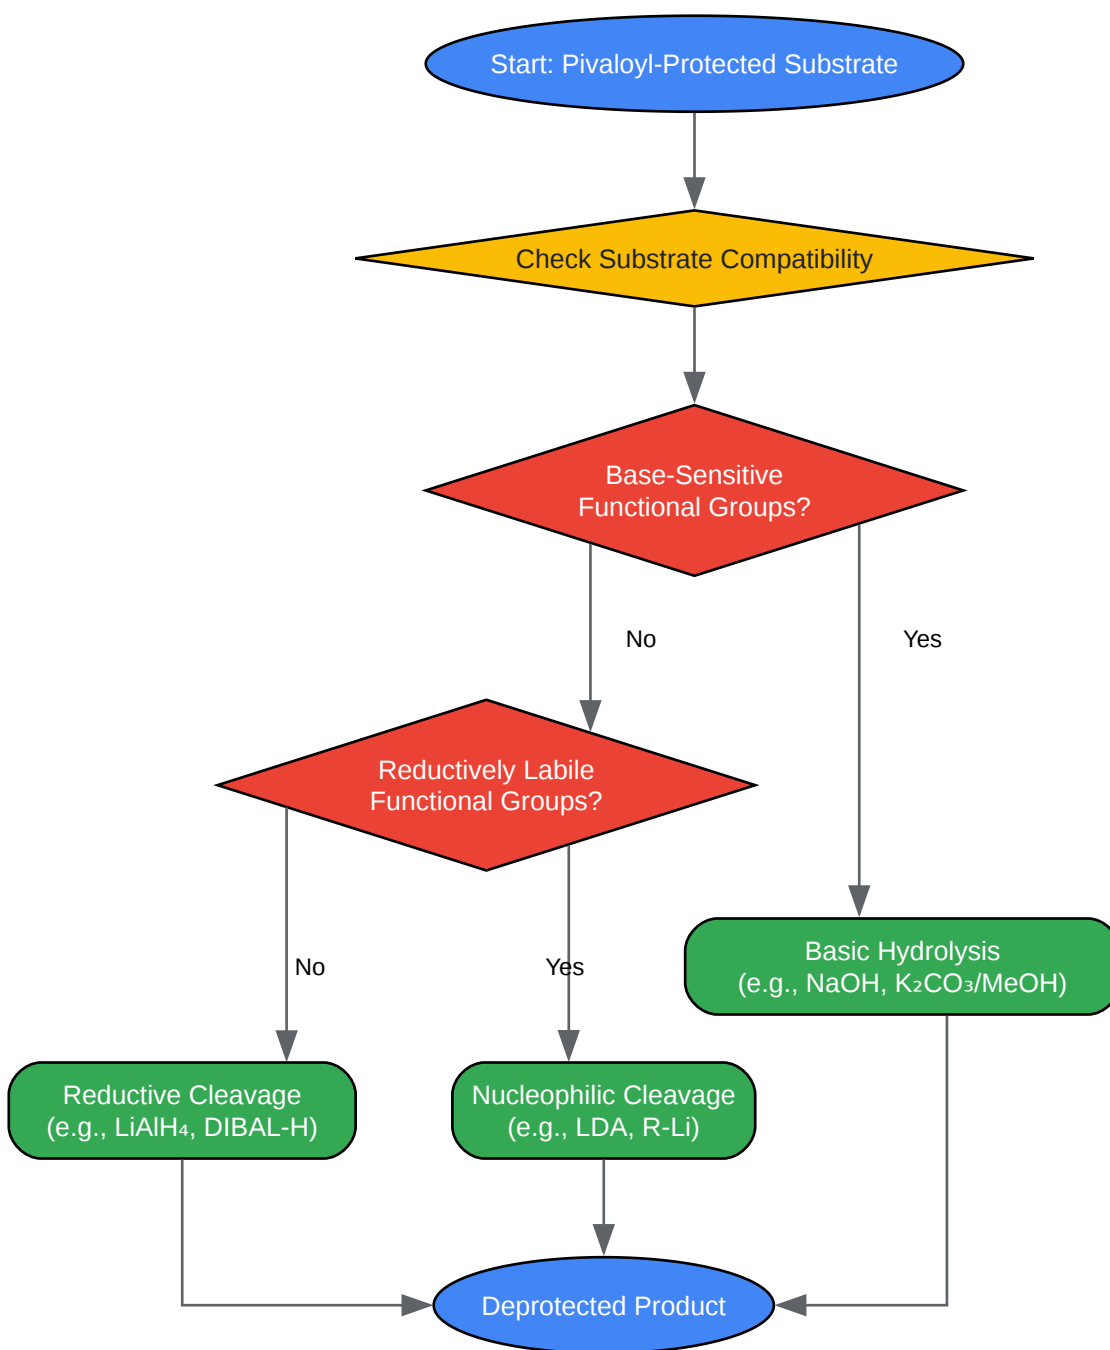 Start: Pivaloyl-Protected Substrate
Check Substrate Compatibility
Base-Sensitive
Functional Groups?
No
Yes
Reductively Labile
Functional Groups?
No
Yes
Basic Hydrolysis
(e.g., NaOH, K₂CO₃/MeOH)
Reductive Cleavage
(e.g., LiAlH₄, DIBAL-H)
Nucleophilic Cleavage
(e.g., LDA, R-Li)
Deprotected Product